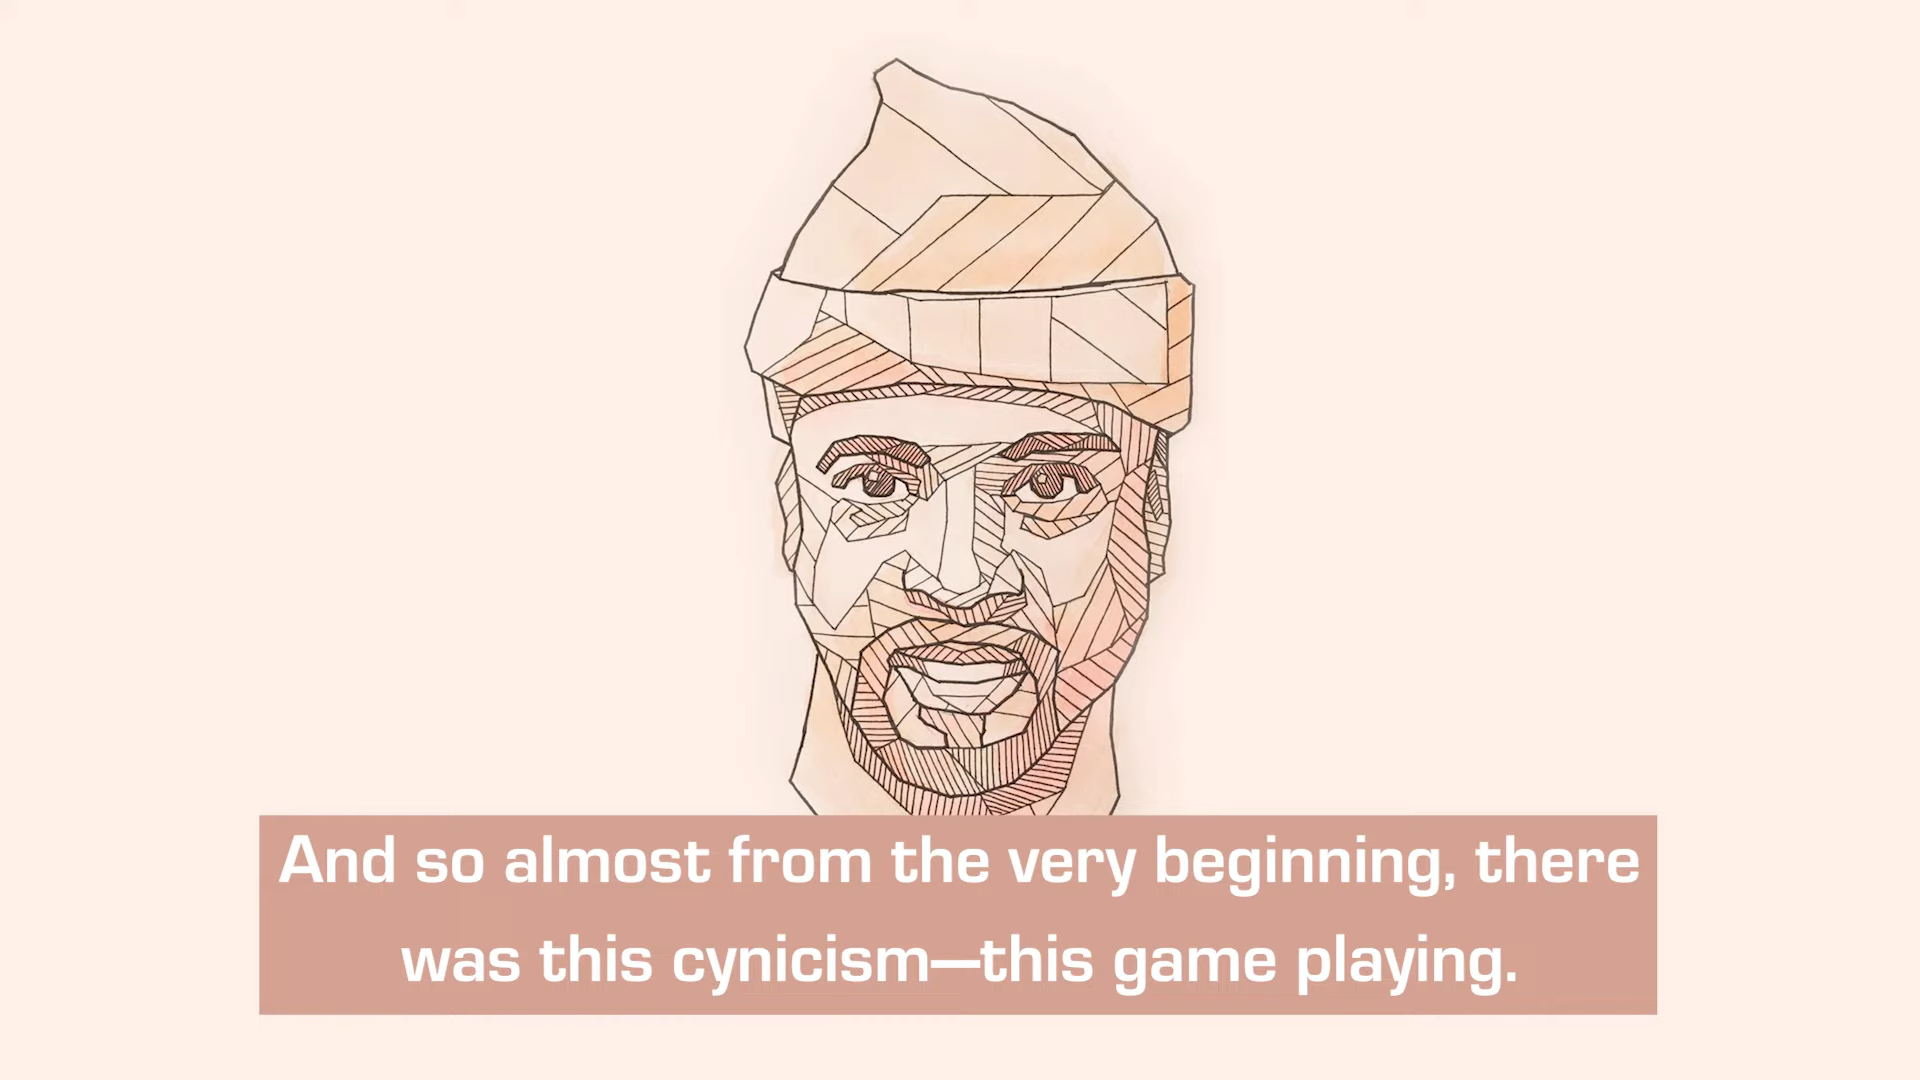 And so almost from the very beginning, there
was this cynicism—this game playing.